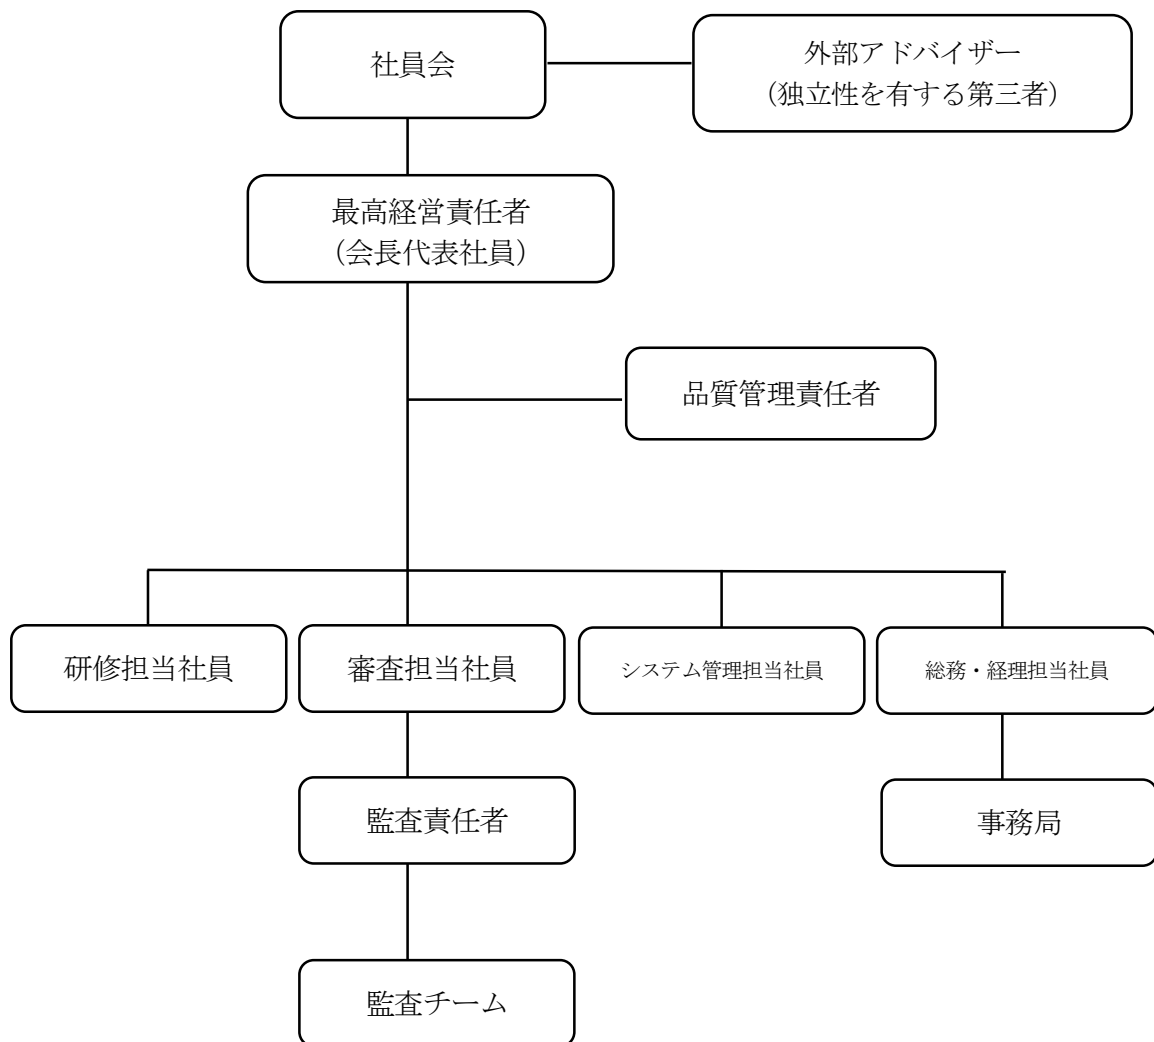 社員会
外部アドバイザー
（独立性を有する第三者）
最高経営責任者
（会長代表社員）
品質管理責任者
研修担当社員
審査担当社員
システム管理担当社員
総務・経理担当社員
監査責任者
事務局
監査チーム